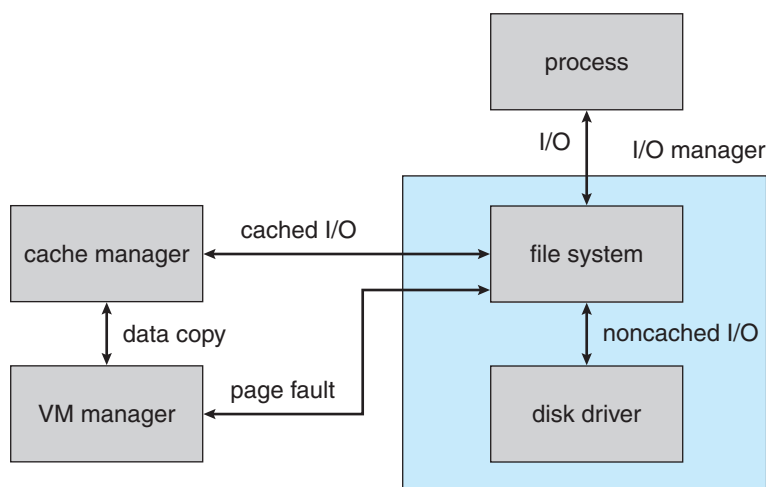 process
I/O
I/O manager
cache manager
cached I/O
file system
data copy
noncached I/O
VM manager
page fault
disk driver